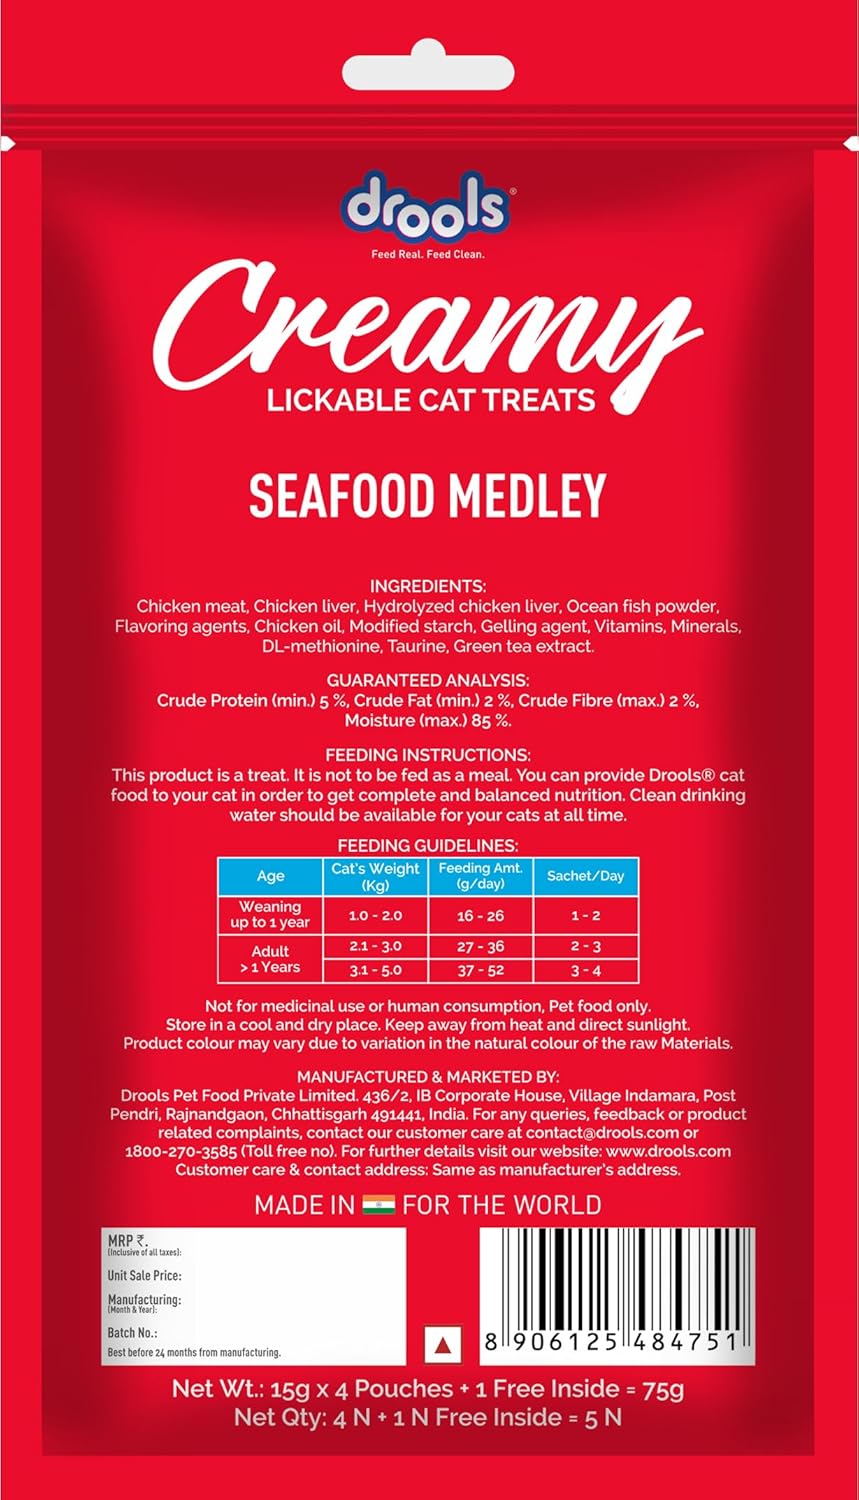 drools®
Feed Real. Feed Clean.
Creamy
LICKABLE CAT TREATS
SEAFOOD MEDLEY
INGREDIENTS:
Chicken meat, Chicken liver, Hydrolyzed chicken liver, Ocean fish powder,
Flavoring agents, Chicken oil, Modified starch, Gelling agent, Vitamins, Minerals,
DL-methionine, Taurine, Green tea extract.
GUARANTEED ANALYSIS:
Crude Protein (min.) 5 %, Crude Fat (min.) 2 %, Crude Fibre (max.) 2 %,
Moisture (max.) 85 %.
FEEDING INSTRUCTIONS:
This product is a treat. It is not to be fed as a meal. You can provide Drools® cat
food to your cat in order to get complete and balanced nutrition. Clean drinking
water should be available for your cats at all time.
FEEDING GUIDELINES:
Age Cat's Weight (Kg) Feeding Amt. (g/day) Sachet/Day
Weaning up to 1 year 1.0 - 2.0 16 - 26 1 - 2
Adult > 1 Years 2.1 - 3.0 27 - 36 2 - 3
3.1 - 5.0 37 - 52 3 - 4
Not for medicinal use or human consumption, Pet food only.
Store in a cool and dry place. Keep away from heat and direct sunlight.
Product colour may vary due to variation in the natural colour of the raw Materials.
MANUFACTURED & MARKETED BY:
Drools Pet Food Private Limited. 436/2, IB Corporate House, Village Indamara, Post
Pendri, Rajnandgaon, Chhattisgarh 491441, India. For any queries, feedback or product
related complaints, contact our customer care at contact@drools.com or
1800-270-3585 (Toll free no). For further details visit our website: www.drools.com
Customer care & contact address: Same as manufacturer's address.
MADE IN FOR THE WORLD
MRP ₹.
(Inclusive of all taxes):
Unit Sale Price:
Manufacturing:
(Month & Year):
Batch No.:
Best before 24 months from manufacturing.
8 906125 484751
Net Wt.: 15g x 4 Pouches + 1 Free Inside = 75g
Net Qty: 4 N + 1 N Free Inside = 5 N